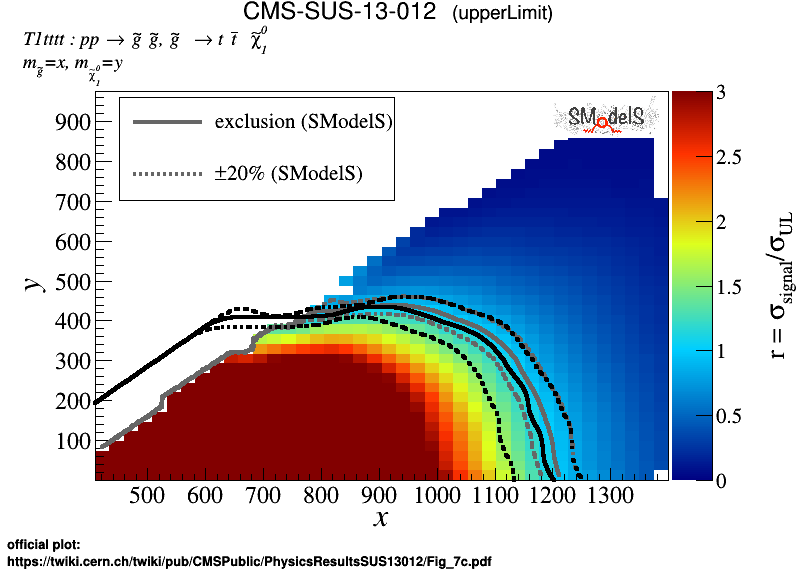 CMS-SUS-13-012 (upperLimit)
T1tttt : pp → g̃ g̃, g̃ → t t̄ χ̃⁰₁
m_g̃=x, m_χ̃⁰₁=y
exclusion (SModelS)
±20% (SModelS)
SModelS
900
800
700
600
500
400
300
200
100
y
500 600 700 800 900 1000 1100 1200 1300
x
3
2.5
2
1.5
1
0.5
0
r = σ_signal/σ_UL
official plot:
https://twiki.cern.ch/twiki/pub/CMSPublic/PhysicsResultsSUS13012/Fig_7c.pdf